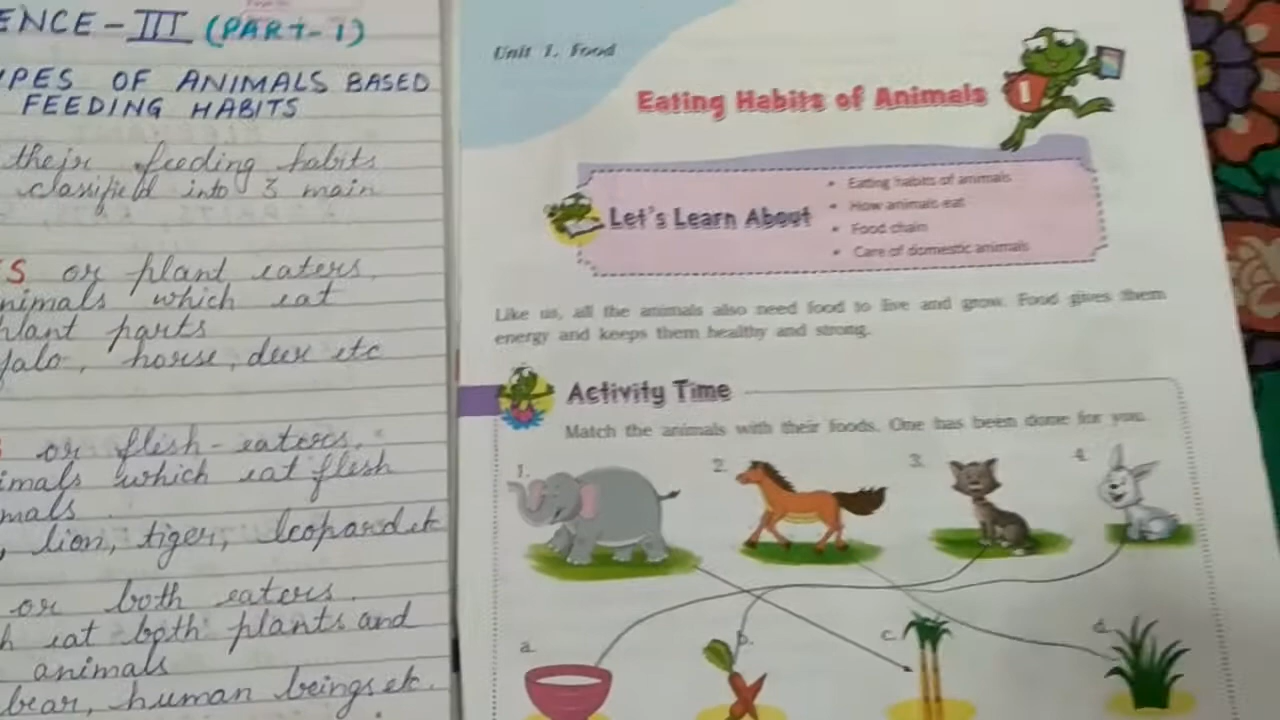 ENCE-III (PART-1)
YPES OF ANIMALS BASED
FEEDING HABITS
their feeding habits
classified into 3 main
S or plant eaters
nimals which eat
plant parts
falo, horse, deer etc
or flesh-eaters.
imals which eat flesh
mals
, lion, tiger, leopard etc
or both eaters.
h eat both plants and
animals
bear, human beings etc.
Unit 1. Food
Eating Habits of Animals 1
Let's Learn About
• Eating habits of animals
• How animals eat
• Food chain
• Care of domestic animals
Like us, all the animals also need food to live and grow. Food gives them
energy and keeps them healthy and strong.
Activity Time
Match the animals with their foods. One has been done for you.
1. 2. 3. 4.
a. b. c. d.